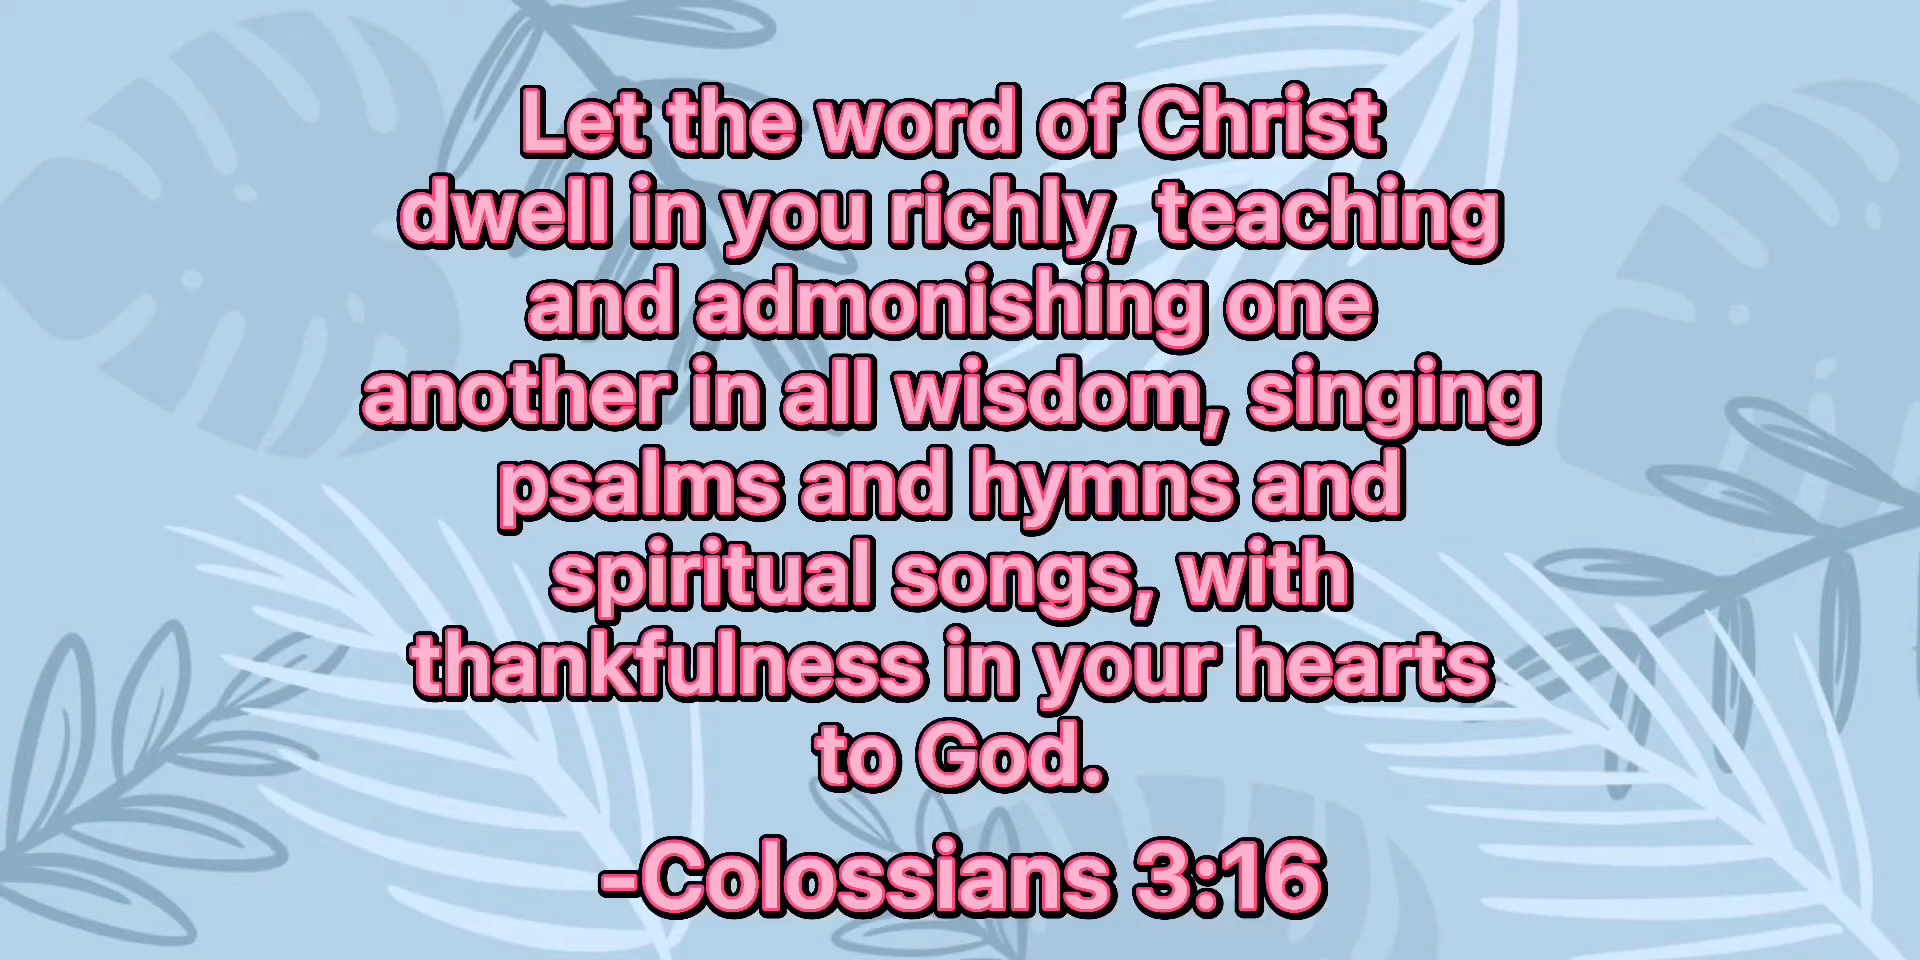 Let the word of Christ
dwell in you richly, teaching
and admonishing one
another in all wisdom, singing
psalms and hymns and
spiritual songs, with
thankfulness in your hearts
to God.
-Colossians 3:16